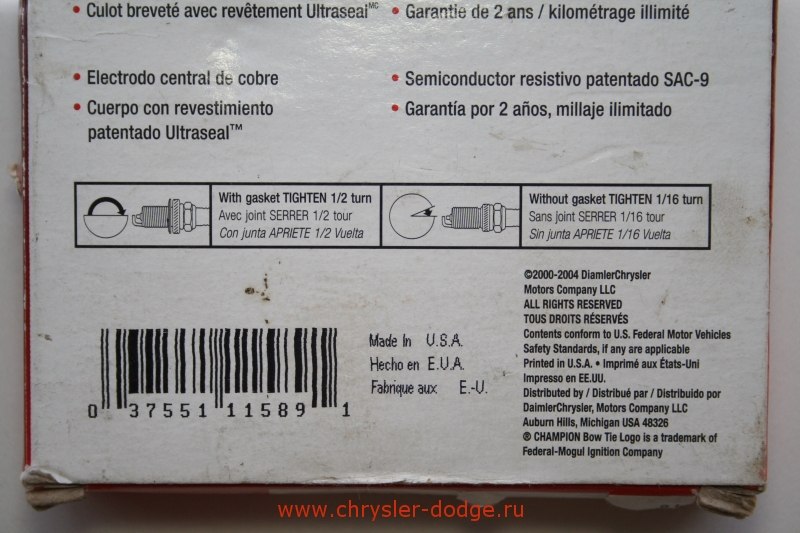 • Culot breveté avec revêtement Ultraseal MC
• Garantie de 2 ans / kilométrage illimité
• Electrodo central de cobre
• Cuerpo con revestimiento
patentado Ultraseal™
• Semiconductor resistivo patentado SAC-9
• Garantía por 2 años, millaje ilimitado
With gasket TIGHTEN 1/2 turn
Avec joint SERRER 1/2 tour
Con junta APRIETE 1/2 Vuelta
Without gasket TIGHTEN 1/16 turn
Sans joint SERRER 1/16 tour
Sin junta APRIETE 1/16 Vuelta
©2000-2004 DiamlerChrysler
Motors Company LLC
ALL RIGHTS RESERVED
TOUS DROITS RÉSERVÉS
Contents conform to U.S. Federal Motor Vehicles
Safety Standards, if any are applicable
Printed in U.S.A. • Imprimé aux États-Uni
Impresso en EE.UU.
Distributed by / Distribué par / Distribuido por
DaimlerChrysler, Motors Company LLC
Auburn Hills, Michigan USA 48326
® CHAMPION Bow Tie Logo is a trademark of
Federal-Mogul Ignition Company
Made In U.S.A.
Hecho en E.U.A.
Fabrique aux E.-U.
0 37551 11589 1
www.chrysler-dodge.ru